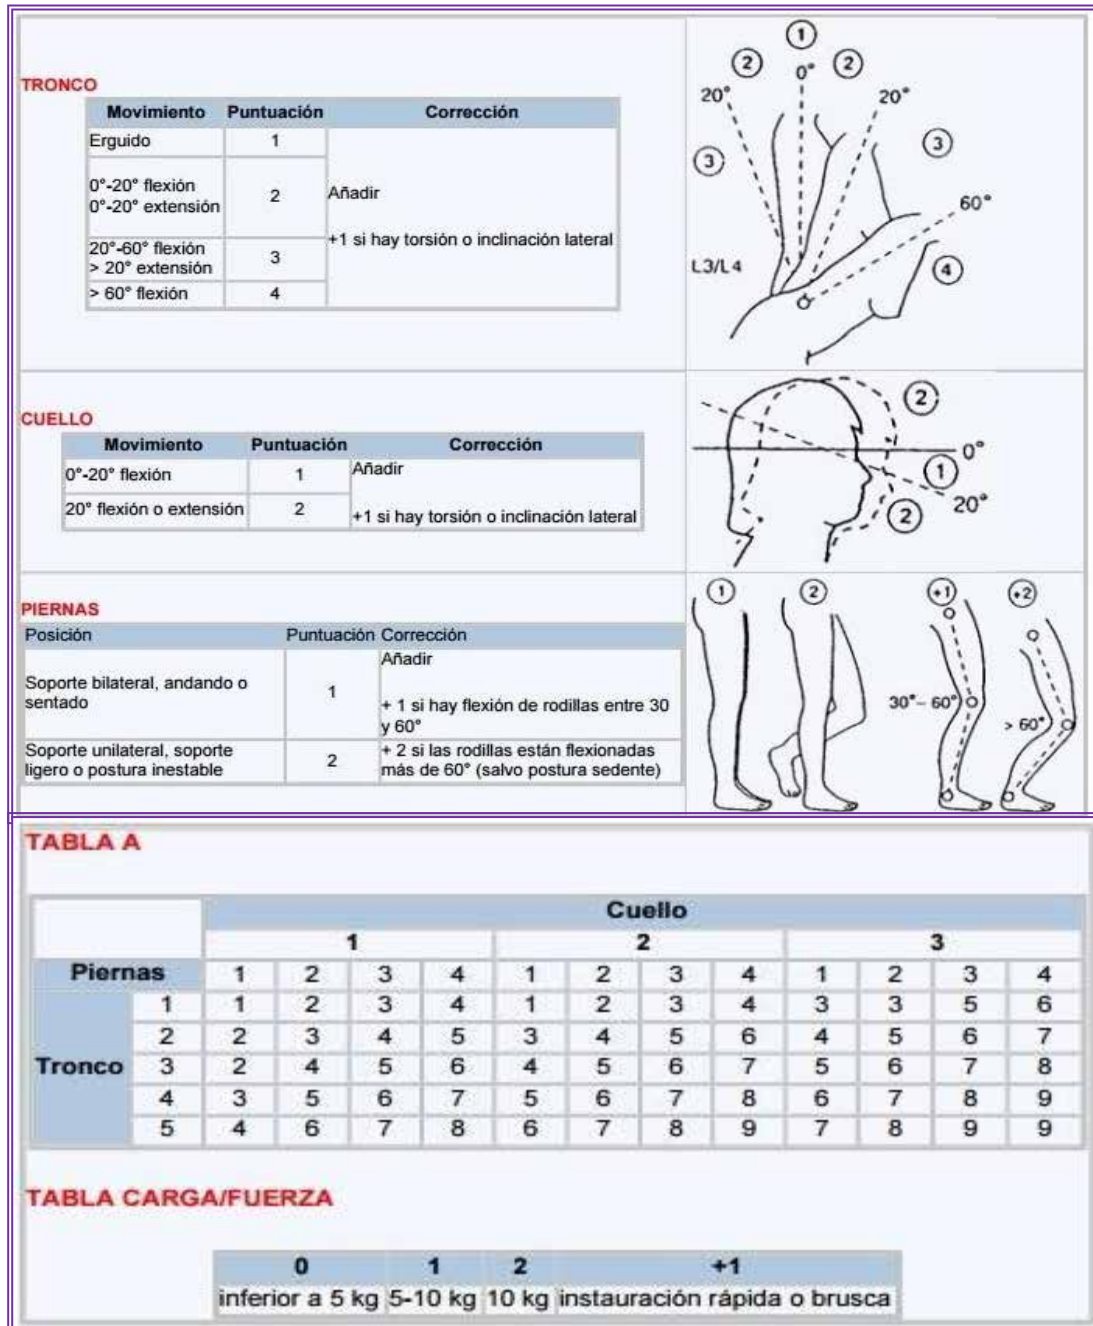 TRONCO
Movimiento Puntuación Corrección
Erguido 1
0°-20° flexión
0°-20° extensión 2
Añadir
+1 si hay torsión o inclinación lateral
20°-60° flexión
> 20° extensión 3
> 60° flexión 4
1
2 0° 2
20° 20°
3 3
60°
L3/L4 4
CUELLO
Movimiento Puntuación Corrección
0°-20° flexión 1
20° flexión o extensión 2
Añadir
+1 si hay torsión o inclinación lateral
2
0°
1
20°
2
PIERNAS
Posición Puntuación Corrección
Soporte bilateral, andando o
sentado 1
Añadir
+ 1 si hay flexión de rodillas entre 30
y 60°
Soporte unilateral, soporte
ligero o postura inestable 2
+ 2 si las rodillas están flexionadas
más de 60° (salvo postura sedente)
1 2 +1 +2
30°- 60°
> 60°
TABLA A
Cuello
1 2 3
Piernas 1 2 3 4 1 2 3 4 1 2 3 4
1 1 2 3 4 1 2 3 4 3 3 5 6
2 2 3 4 5 3 4 5 6 4 5 6 7
Tronco 3 2 4 5 6 4 5 6 7 5 6 7 8
4 3 5 6 7 5 6 7 8 6 7 8 9
5 4 6 7 8 6 7 8 9 7 8 9 9
TABLA CARGA/FUERZA
0 1 2 +1
inferior a 5 kg 5-10 kg 10 kg instauración rápida o brusca